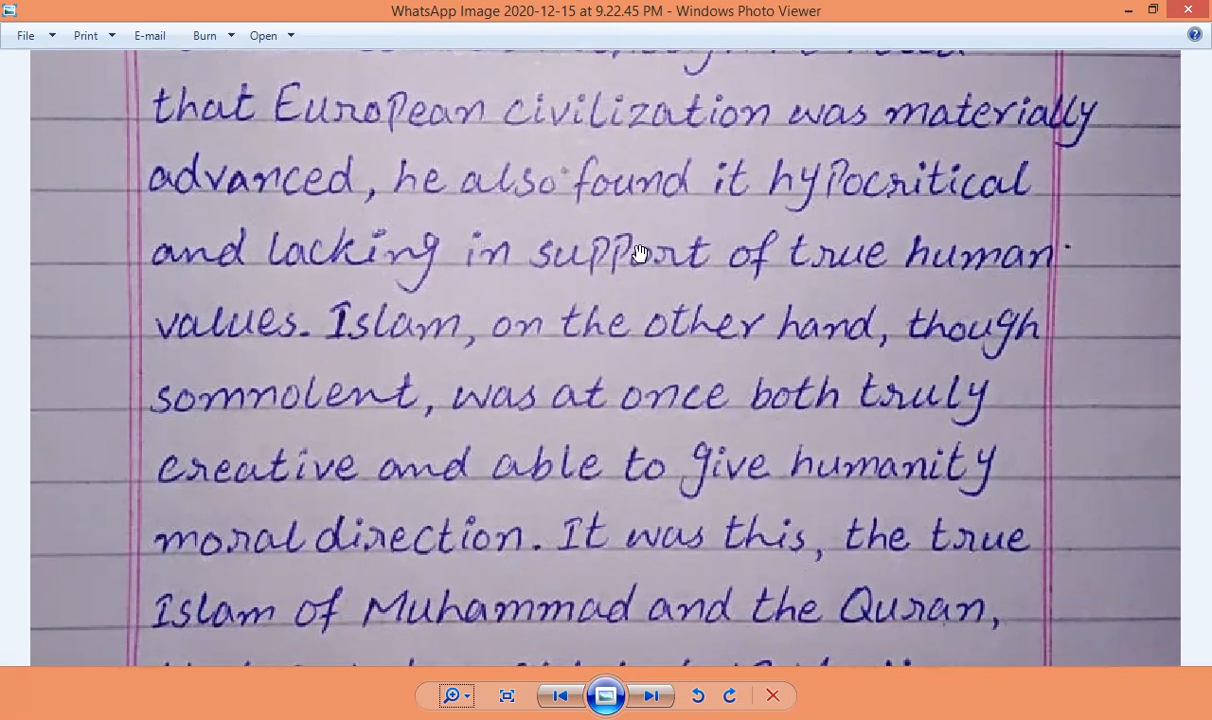 WhatsApp Image 2020-12-15 at 9.22.45 PM - Windows Photo Viewer
File Print E-mail Burn Open
that European civilization was materially
advanced, he also found it hypocritical
and lacking in support of true human
values. Islam, on the other hand, though
somnolent, was at once both truly
creative and able to give humanity
moral direction. It was this, the true
Islam of Muhammad and the Quran,